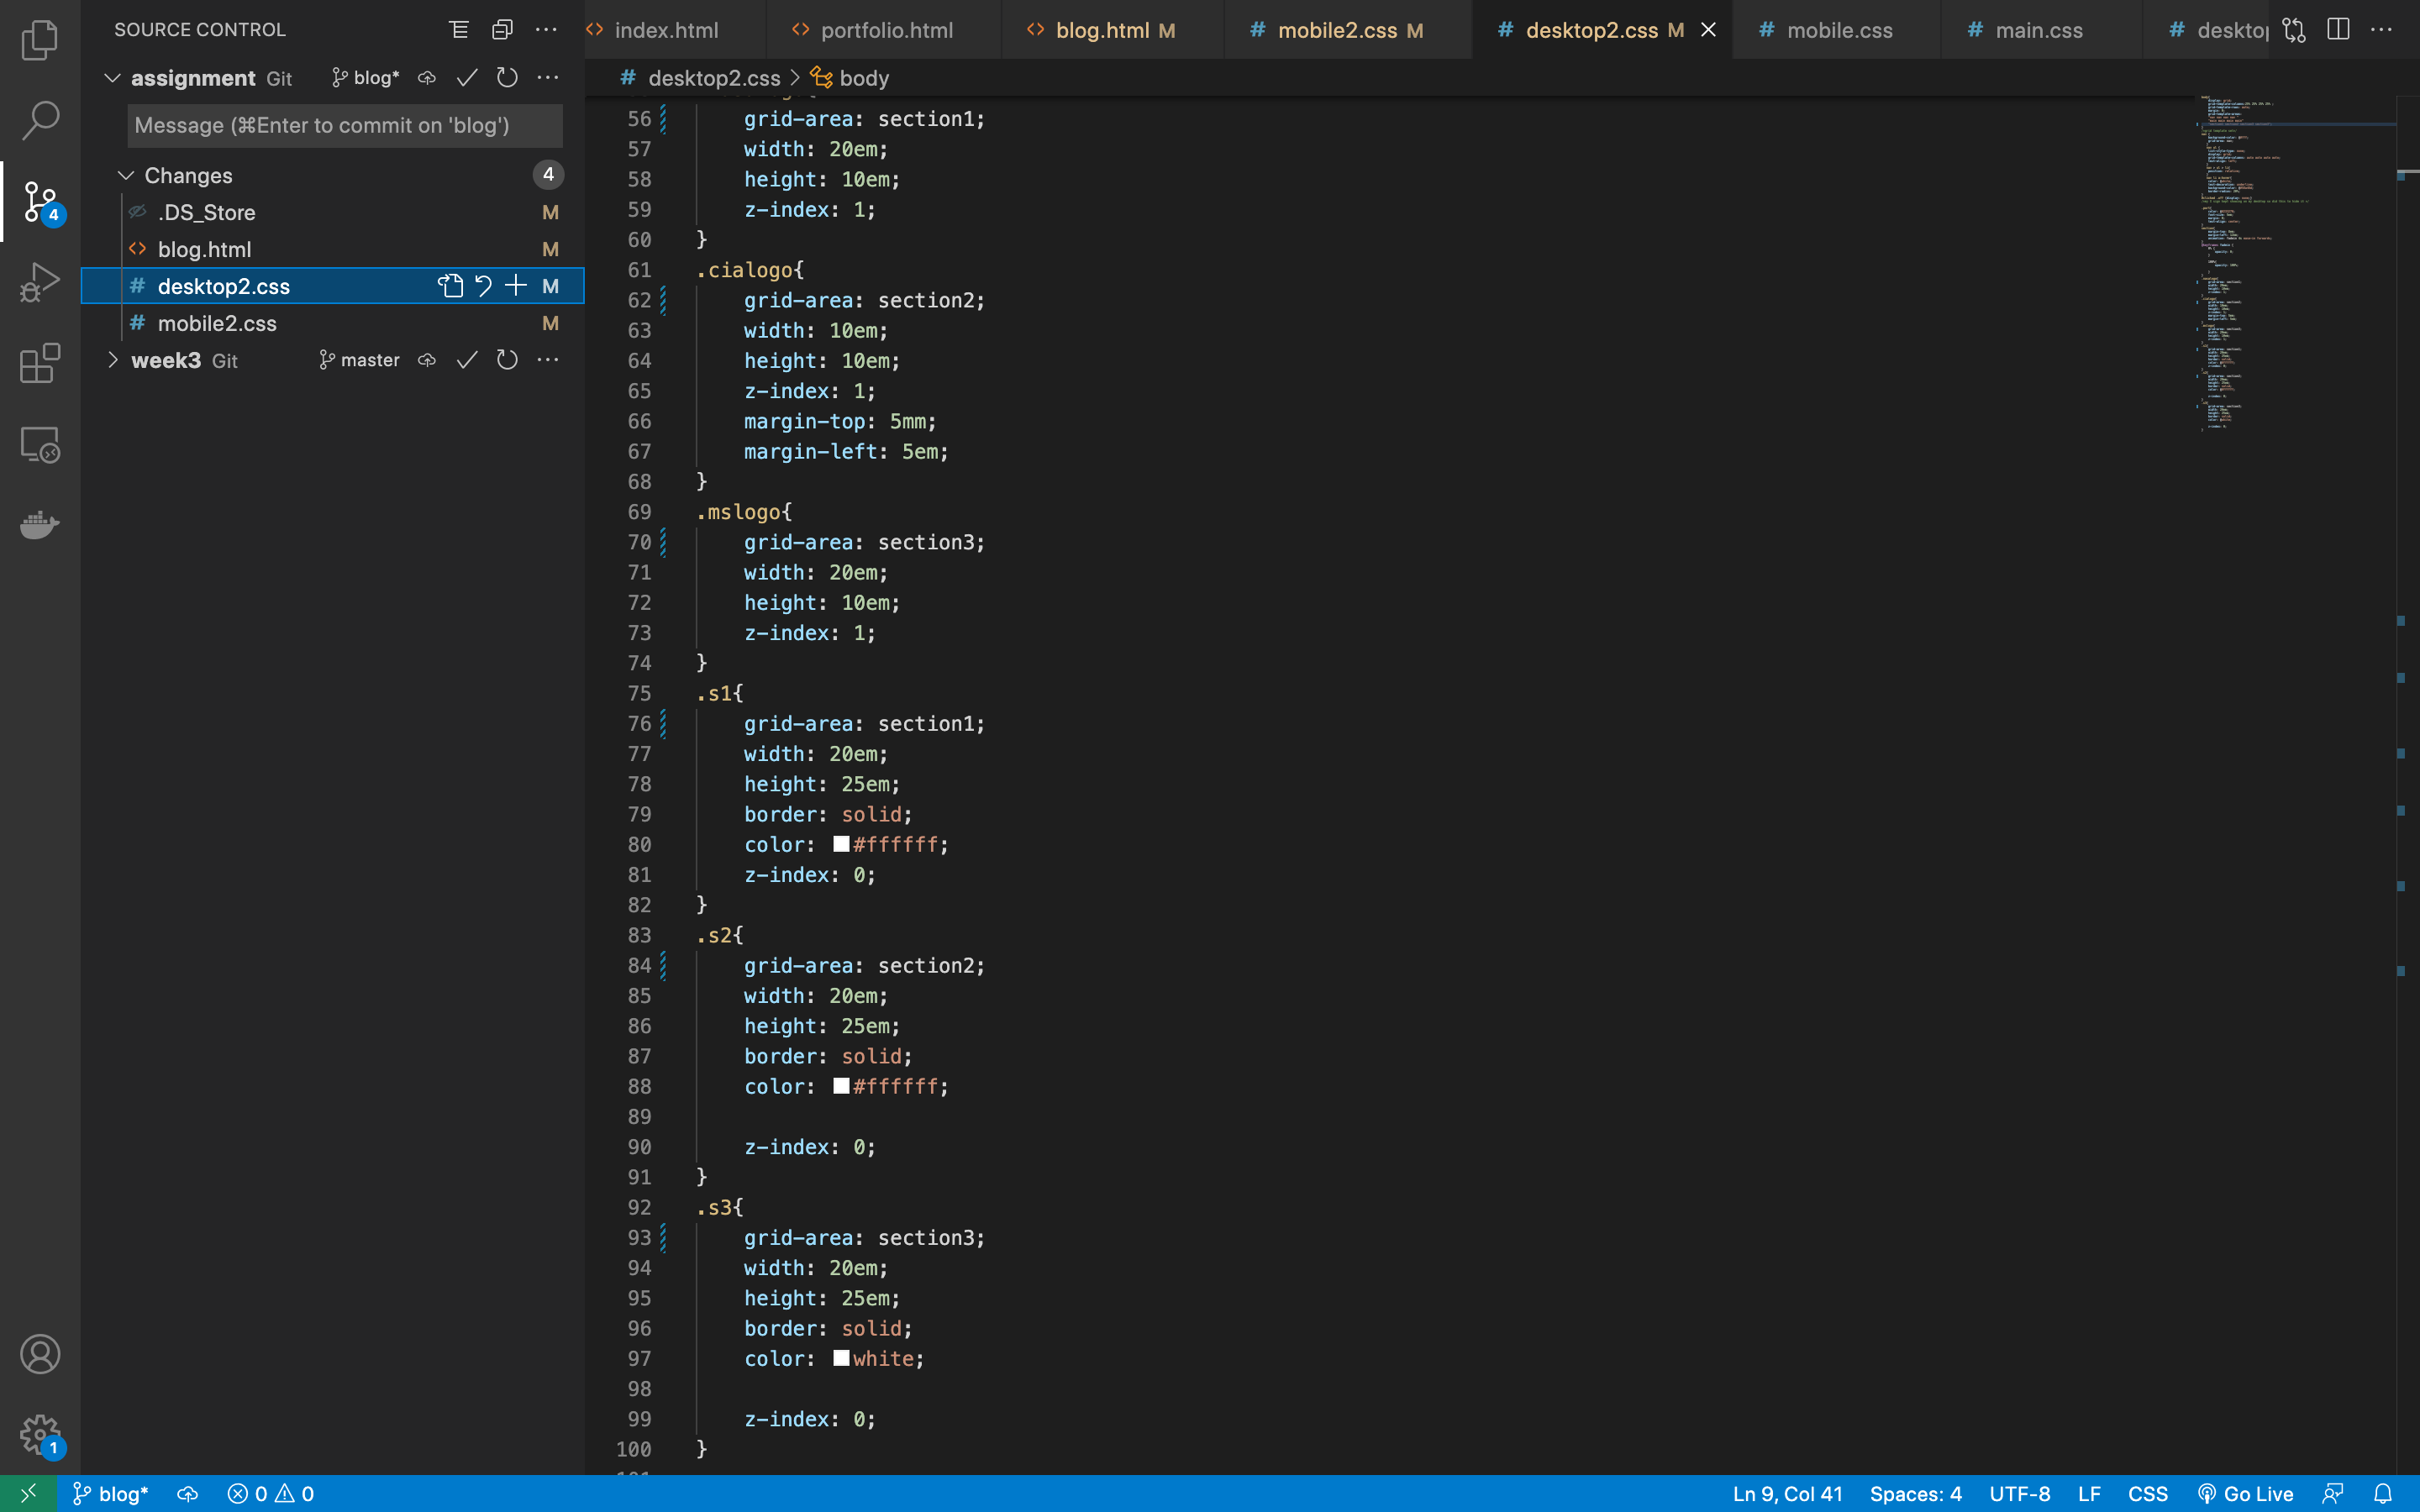 SOURCE CONTROL
assignment Git blog*
Message (⌘Enter to commit on 'blog')
Changes 4
.DS_Store M
blog.html M
desktop2.css M
mobile2.css M
week3 Git master
4
1
index.html portfolio.html blog.html M mobile2.css M desktop2.css M mobile.css main.css
desktop2.css > body
56 grid-area: section1;
57 width: 20em;
58 height: 10em;
59 z-index: 1;
60 }
61 .cialogo{
62 grid-area: section2;
63 width: 10em;
64 height: 10em;
65 z-index: 1;
66 margin-top: 5mm;
67 margin-left: 5em;
68 }
69 .mslogo{
70 grid-area: section3;
71 width: 20em;
72 height: 10em;
73 z-index: 1;
74 }
75 .s1{
76 grid-area: section1;
77 width: 20em;
78 height: 25em;
79 border: solid;
80 color: #ffffff;
81 z-index: 0;
82 }
83 .s2{
84 grid-area: section2;
85 width: 20em;
86 height: 25em;
87 border: solid;
88 color: #ffffff;
89
90 z-index: 0;
91 }
92 .s3{
93 grid-area: section3;
94 width: 20em;
95 height: 25em;
96 border: solid;
97 color: white;
98
99 z-index: 0;
100 }
blog* 0 0 Ln 9, Col 41 Spaces: 4 UTF-8 LF CSS Go Live